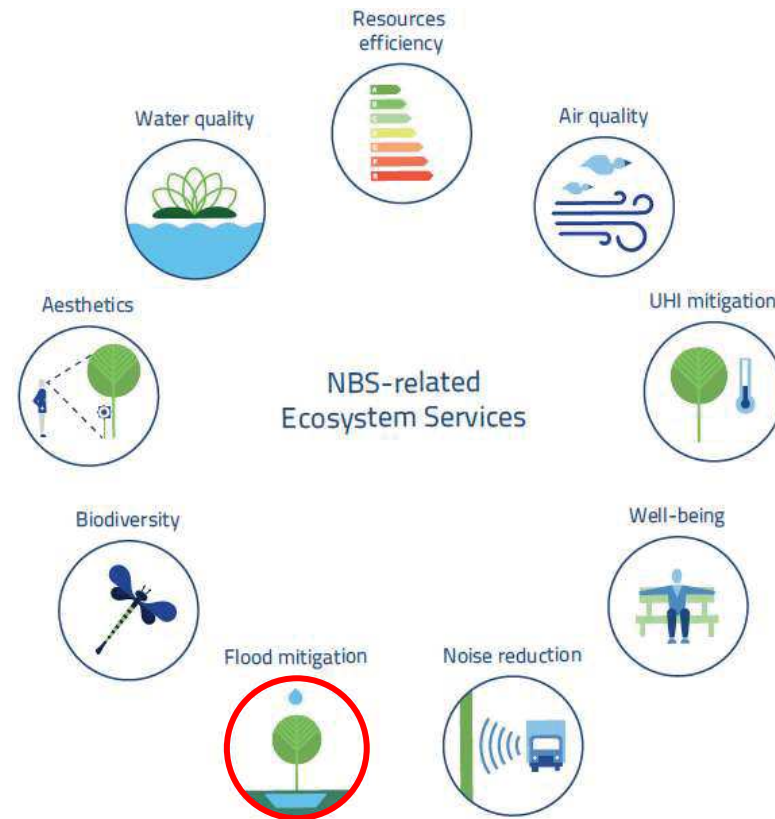 Resources
efficiency
Water quality
Air quality
Aesthetics
UHI mitigation
NBS-related
Ecosystem Services
Biodiversity
Well-being
Flood mitigation
Noise reduction